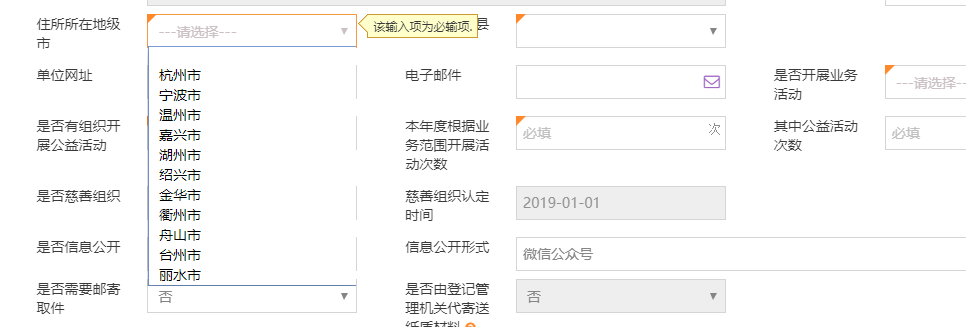 住所所在地级
市
---请选择---
该输入项为必输项.
县
单位网址
电子邮件
是否开展业务
活动
---请选择--
杭州市
宁波市
温州市
嘉兴市
湖州市
绍兴市
金华市
衢州市
舟山市
台州市
丽水市
是否有组织开
展公益活动
本年度根据业
务范围开展活
动次数
必填
次
其中公益活动
次数
必填
是否慈善组织
慈善组织认定
时间
2019-01-01
是否信息公开
信息公开形式
微信公众号
是否需要邮寄
取件
否
是否由登记管
理机关代寄送
纸质材料
否